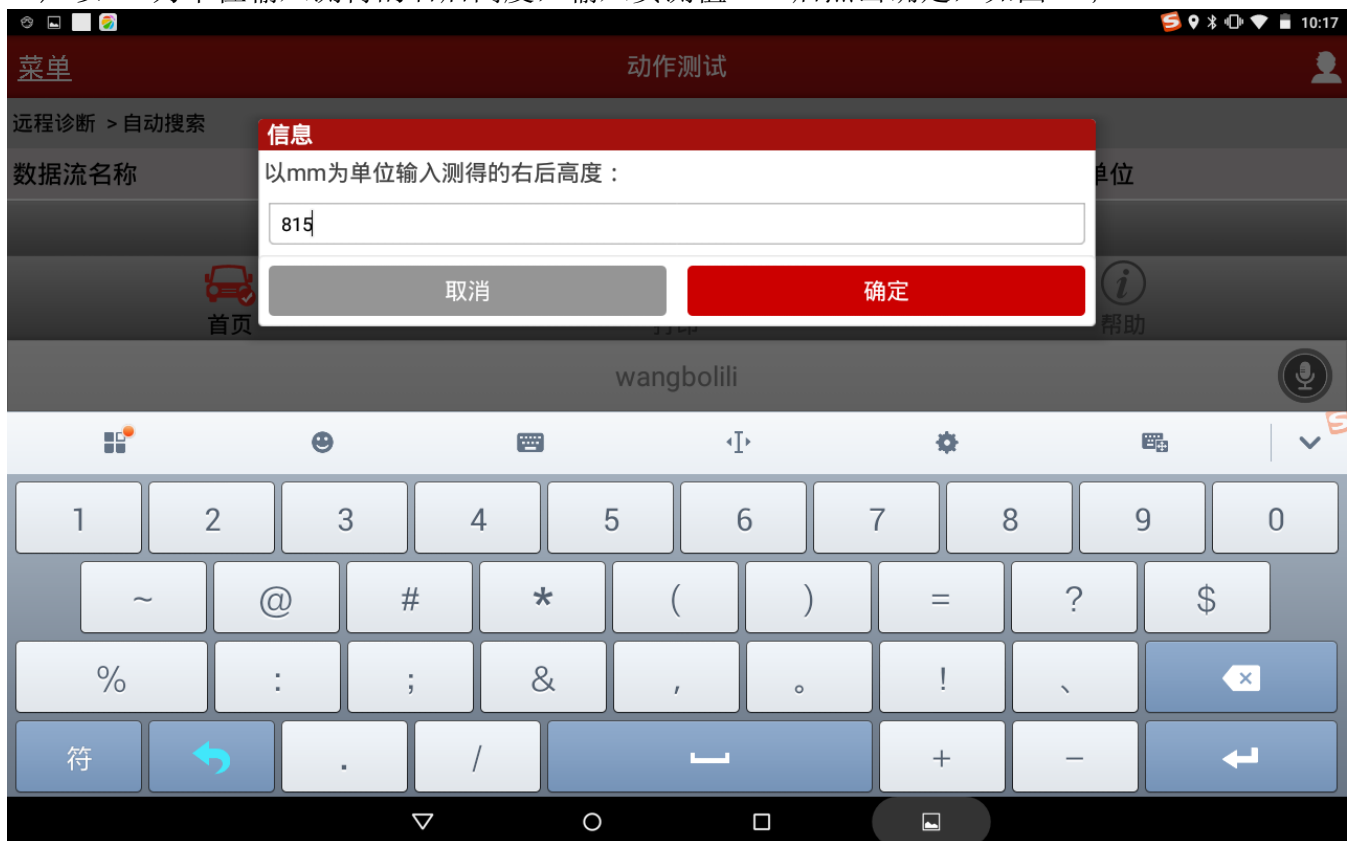 10:17
菜单
动作测试
远程诊断 >自动搜索
信息
数据流名称
以mm为单位输入测得的右后高度：
单位
815
取消
确定
首页
打印
帮助
wangbolili
1 2 3 4 5 6 7 8 9 0
~ @ # * ( ) = ? $
% : ; & , 。 ! 、
符 . / + -